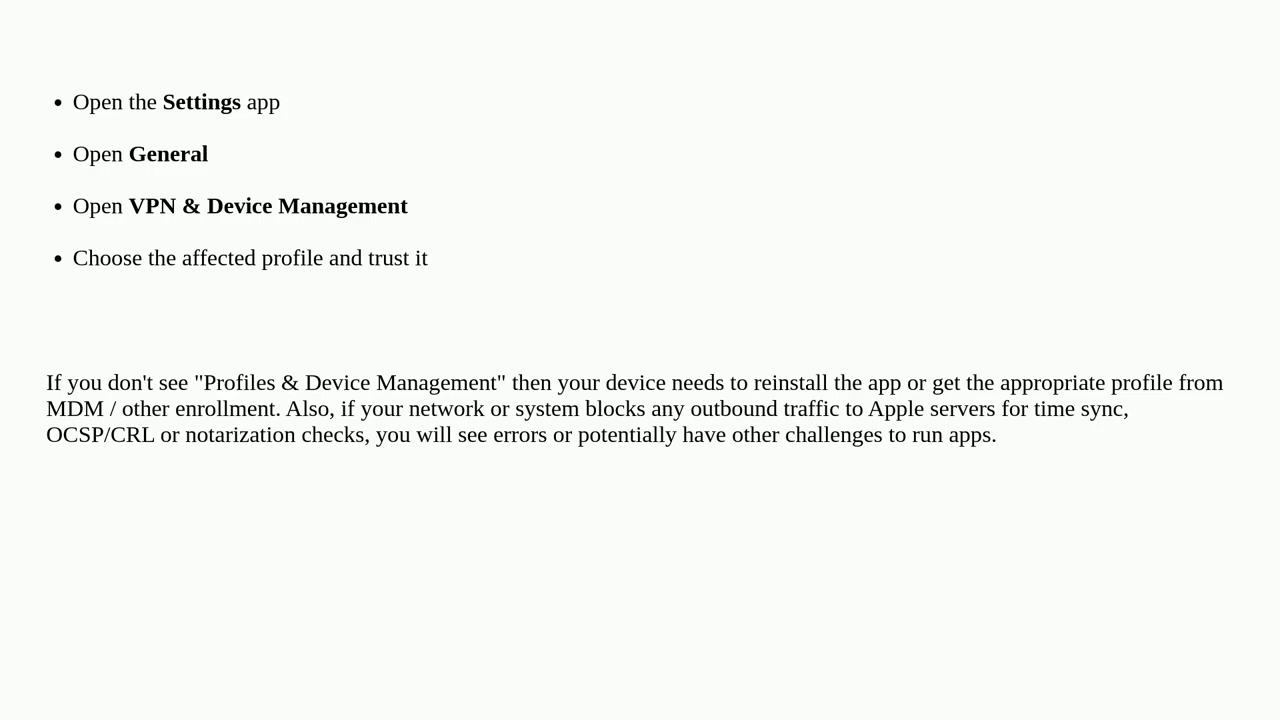 • Open the Settings app
• Open General
• Open VPN & Device Management
• Choose the affected profile and trust it
If you don't see "Profiles & Device Management" then your device needs to reinstall the app or get the appropriate profile from
MDM / other enrollment. Also, if your network or system blocks any outbound traffic to Apple servers for time sync,
OCSP/CRL or notarization checks, you will see errors or potentially have other challenges to run apps.